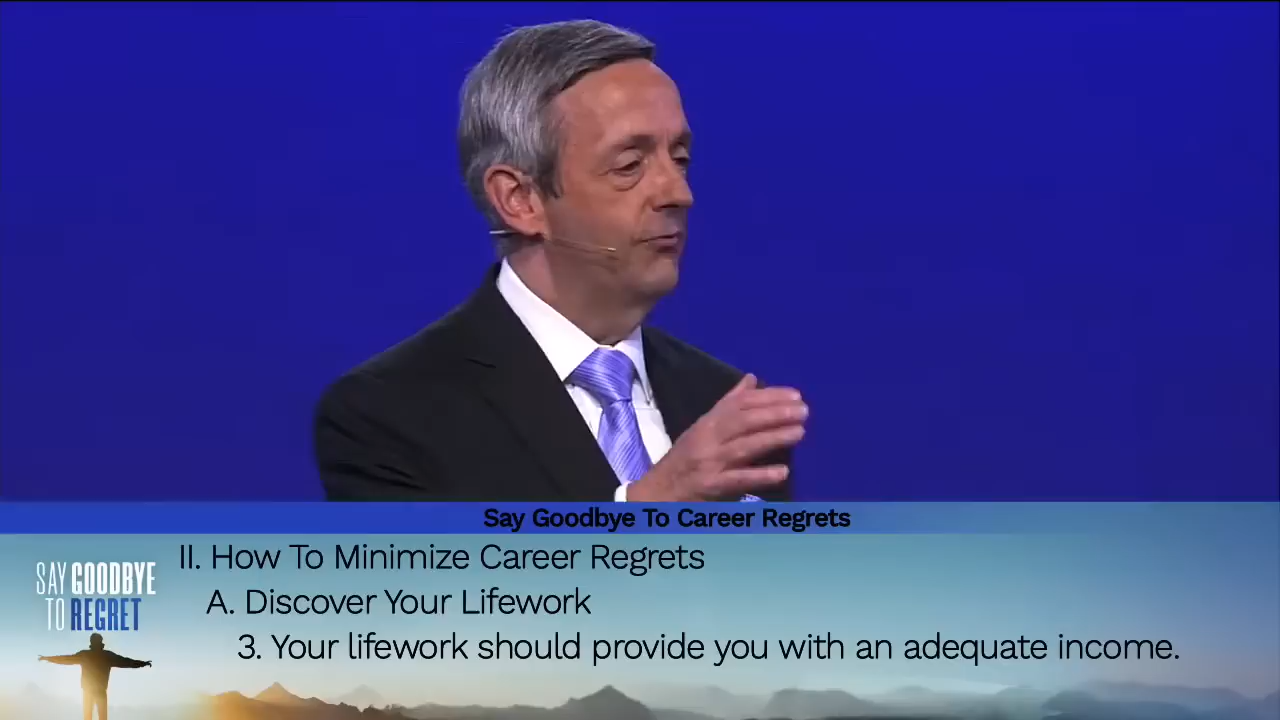 Say Goodbye To Career Regrets
II. How To Minimize Career Regrets
SAY GOODBYE
TO REGRET
A. Discover Your Lifework
3. Your lifework should provide you with an adequate income.